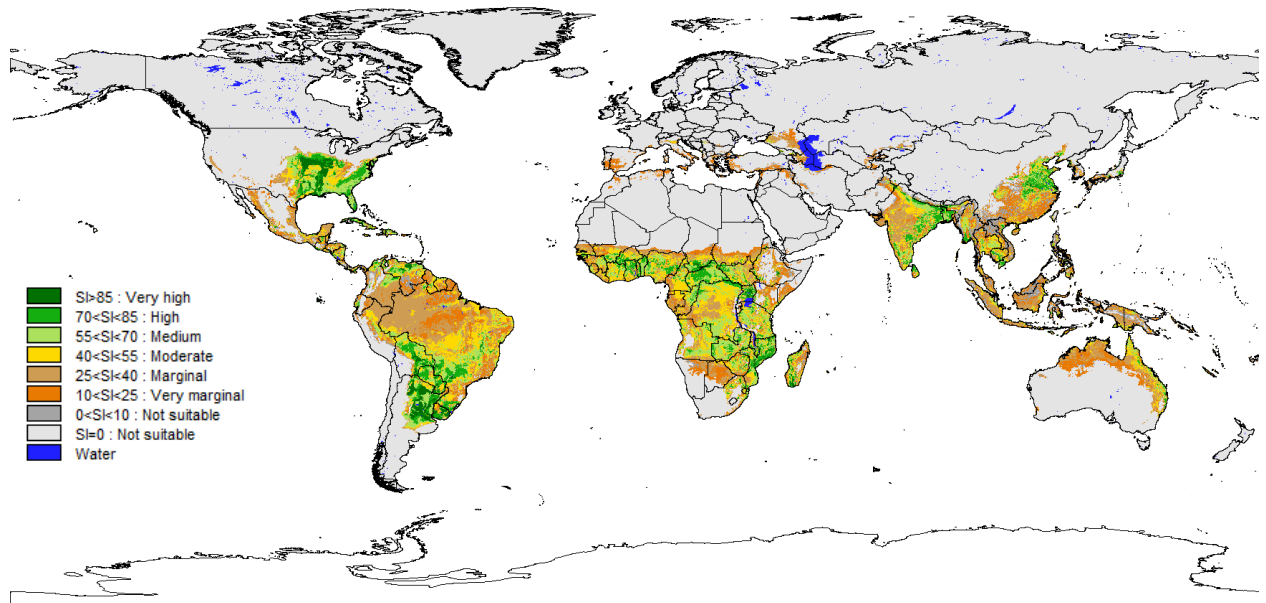 SI>85 : Very high
70<SI<85 : High
55<SI<70 : Medium
40<SI<55 : Moderate
25<SI<40 : Marginal
10<SI<25 : Very marginal
0<SI<10 : Not suitable
SI=0 : Not suitable
Water